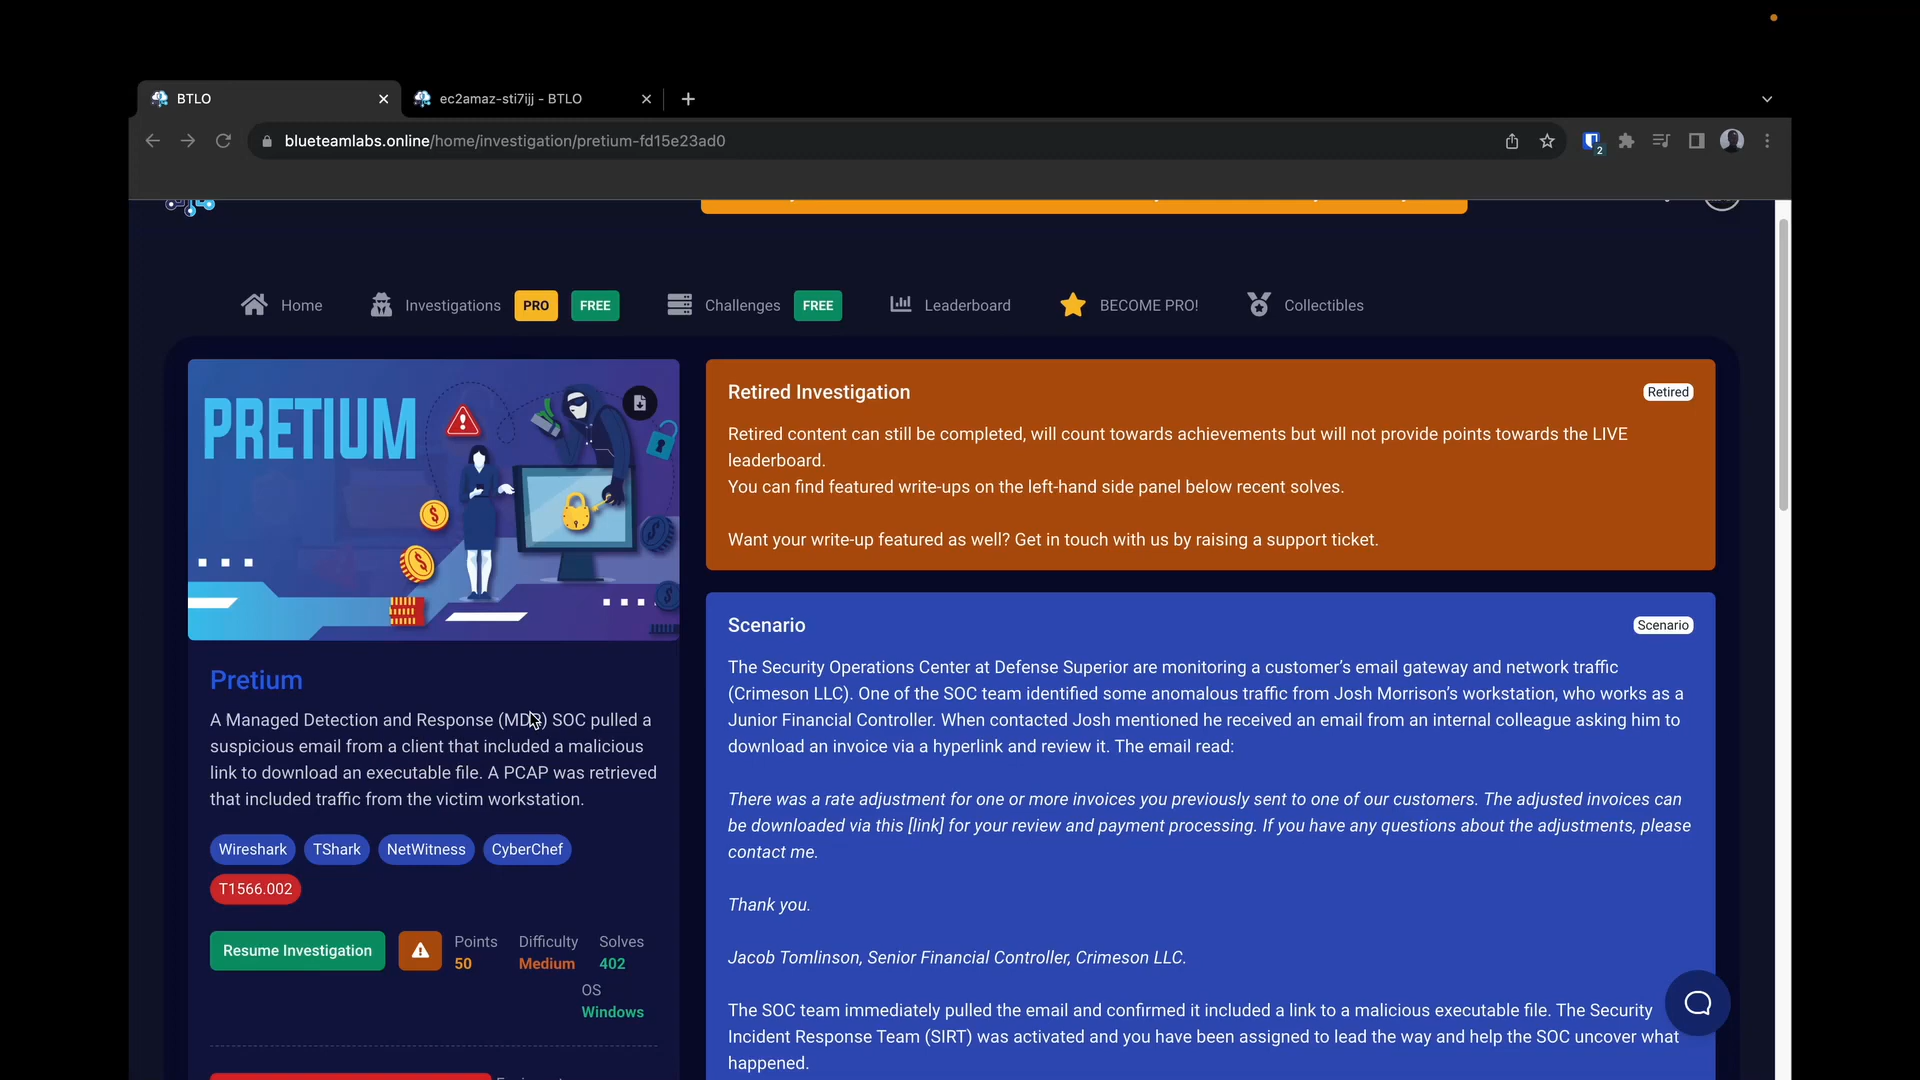 BTLO
ec2amaz-sti7ijj - BTLO
blueteamlabs.online/home/investigation/pretium-fd15e23ad0
2
Home
Investigations
PRO
FREE
Challenges
FREE
Leaderboard
BECOME PRO!
Collectibles
PRETIUM
Retired Investigation
Retired
Retired content can still be completed, will count towards achievements but will not provide points towards the LIVE
leaderboard.
You can find featured write-ups on the left-hand side panel below recent solves.
Want your write-up featured as well? Get in touch with us by raising a support ticket.
Pretium
A Managed Detection and Response (MDR) SOC pulled a
suspicious email from a client that included a malicious
link to download an executable file. A PCAP was retrieved
that included traffic from the victim workstation.
Wireshark
TShark
NetWitness
CyberChef
T1566.002
Resume Investigation
Points
50
Difficulty
Medium
Solves
402
OS
Windows
Scenario
Scenario
The Security Operations Center at Defense Superior are monitoring a customer's email gateway and network traffic
(Crimeson LLC). One of the SOC team identified some anomalous traffic from Josh Morrison's workstation, who works as a
Junior Financial Controller. When contacted Josh mentioned he received an email from an internal colleague asking him to
download an invoice via a hyperlink and review it. The email read:
There was a rate adjustment for one or more invoices you previously sent to one of our customers. The adjusted invoices can
be downloaded via this [link] for your review and payment processing. If you have any questions about the adjustments, please
contact me.
Thank you.
Jacob Tomlinson, Senior Financial Controller, Crimeson LLC.
The SOC team immediately pulled the email and confirmed it included a link to a malicious executable file. The Security
Incident Response Team (SIRT) was activated and you have been assigned to lead the way and help the SOC uncover what
happened.